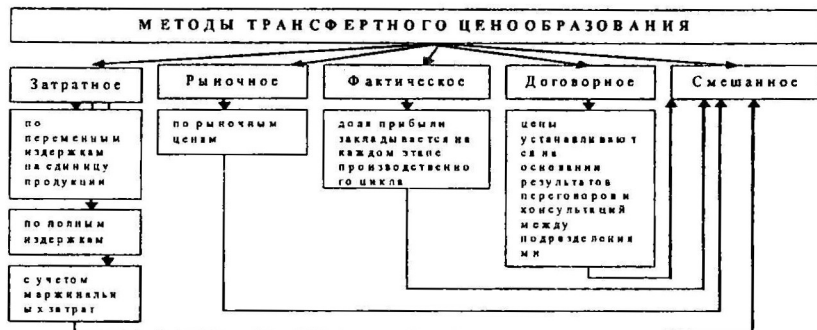 МЕТОДЫ ТРАНСФЕРТНОГО ЦЕНООБРАЗОВАНИЯ
Затратное
Рыночное
Фактическое
Договорное
Смешанное
по
переменным
издержкам
на единицу
продукции
по полным
издержкам
с учетом
маржинальн
ых затрат
по рыночным
ценам
доля прибыли
закладывается на
каждом этапе
производственно
го цикла
цены
устанавливают
ся на
основании
результатов
переговоров и
консультаций
между
подразделения
ми